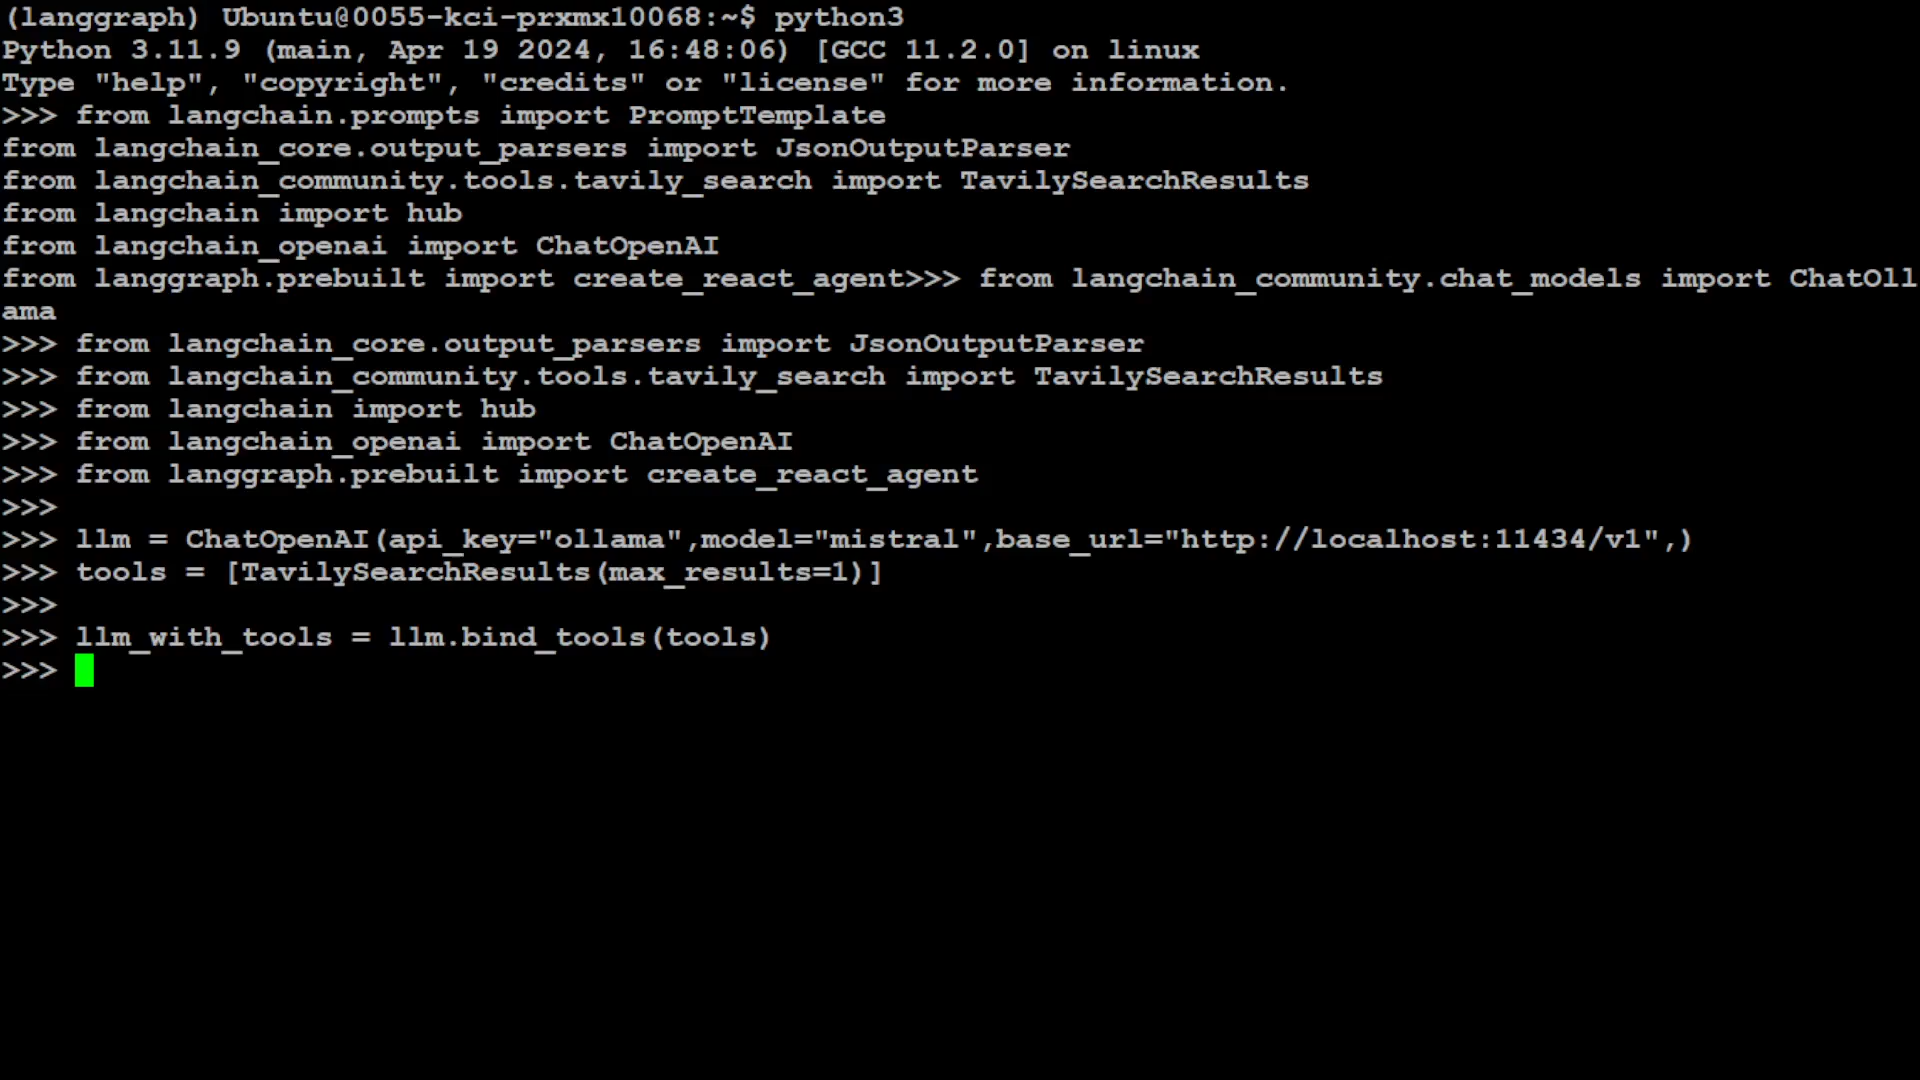 (langgraph) Ubuntu@0055-kci-prxmx10068:~$ python3
Python 3.11.9 (main, Apr 19 2024, 16:48:06) [GCC 11.2.0] on linux
Type "help", "copyright", "credits" or "license" for more information.
>>> from langchain.prompts import PromptTemplate
from langchain_core.output_parsers import JsonOutputParser
from langchain_community.tools.tavily_search import TavilySearchResults
from langchain import hub
from langchain_openai import ChatOpenAI
from langgraph.prebuilt import create_react_agent>>> from langchain_community.chat_models import ChatOll
ama
>>> from langchain_core.output_parsers import JsonOutputParser
>>> from langchain_community.tools.tavily_search import TavilySearchResults
>>> from langchain import hub
>>> from langchain_openai import ChatOpenAI
>>> from langgraph.prebuilt import create_react_agent
>>>
>>> llm = ChatOpenAI(api_key="ollama",model="mistral",base_url="http://localhost:11434/v1",)
>>> tools = [TavilySearchResults(max_results=1)]
>>>
>>> llm_with_tools = llm.bind_tools(tools)
>>>